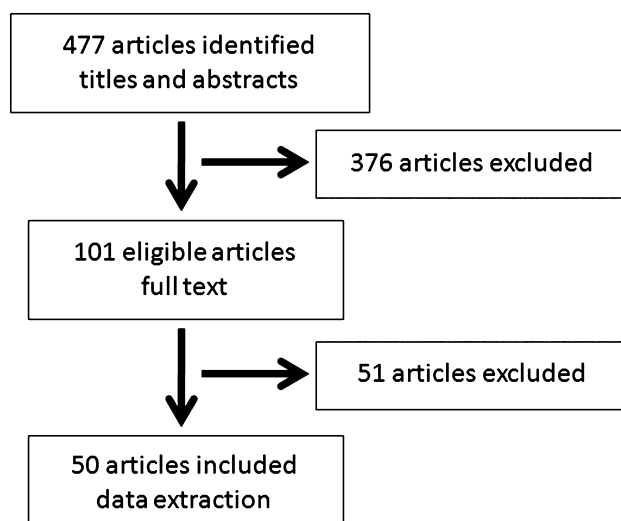 477 articles identified
titles and abstracts
376 articles excluded
101 eligible articles
full text
51 articles excluded
50 articles included
data extraction